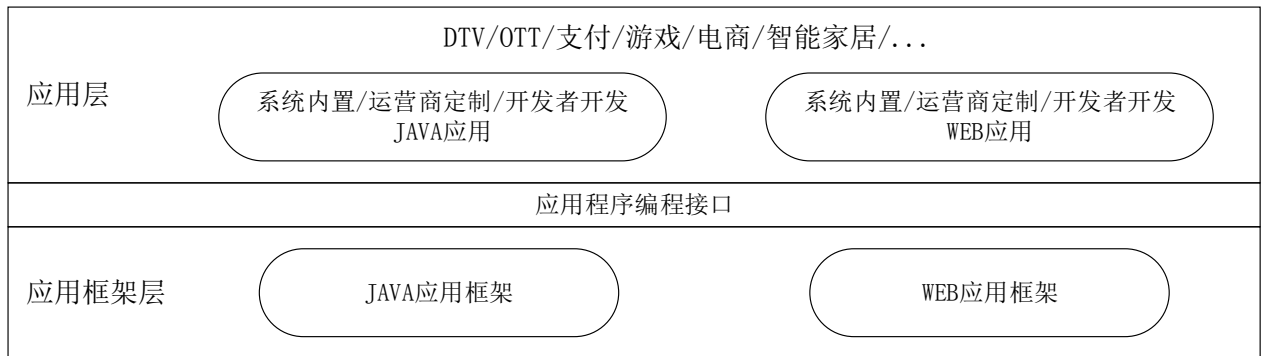 DTV/OTT/支付/游戏/电商/智能家居/...
应用层
系统内置/运营商定制/开发者开发
JAVA应用
系统内置/运营商定制/开发者开发
WEB应用
应用程序编程接口
应用框架层
JAVA应用框架
WEB应用框架